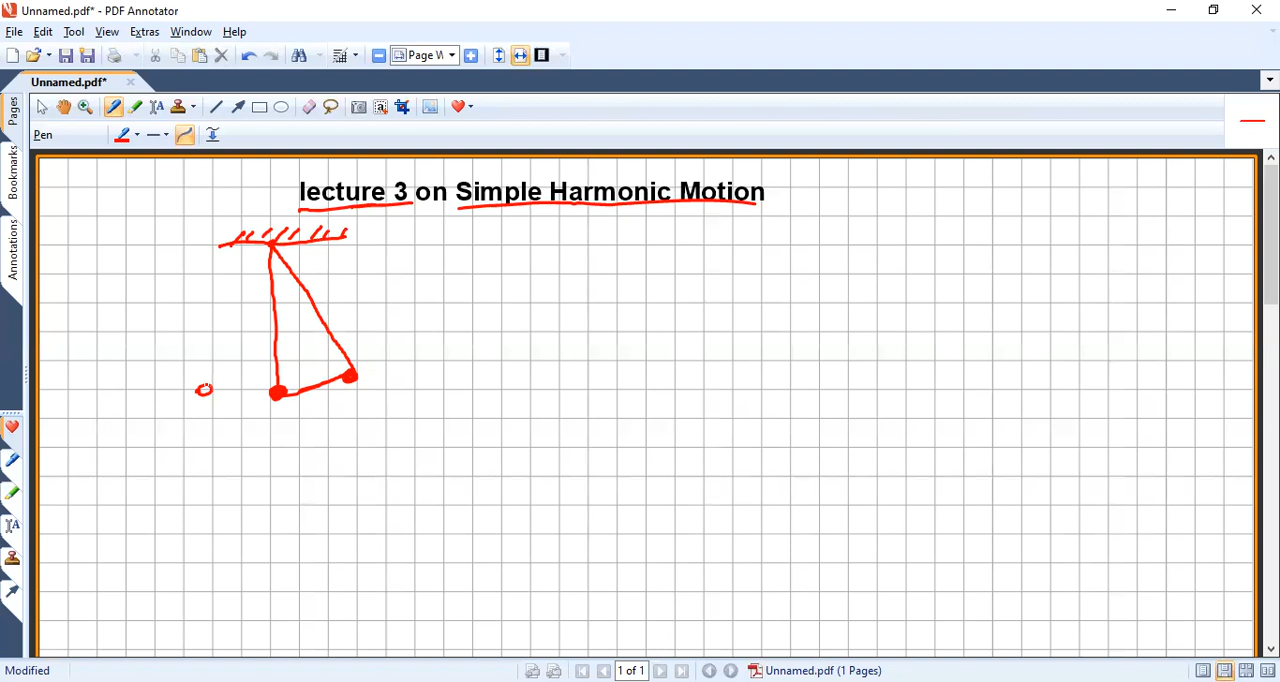 Unnamed.pdf* - PDF Annotator
File Edit Tool View Extras Window Help
Page W
Unnamed.pdf*
Pen
Pages
Bookmarks
Annotations
lecture 3 on Simple Harmonic Motion
Modified
1 of 1
Unnamed.pdf (1 Pages)